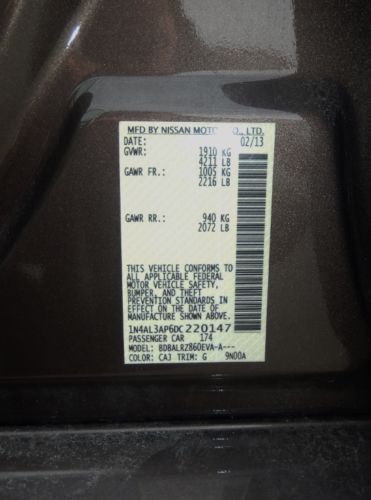 MFD BY NISSAN MOTOR CO., LTD.
DATE: 02/13
GVWR: 1910 KG
4211 LB
GAWR FR.: 1005 KG
2216 LB
GAWR RR.: 940 KG
2072 LB
THIS VEHICLE CONFORMS TO
ALL APPLICABLE FEDERAL
MOTOR VEHICLE SAFETY,
BUMPER, AND THEFT
PREVENTION STANDARDS IN
EFFECT ON THE DATE OF
MANUFACTURE SHOWN ABOVE.
1N4AL3AP6DC220147
PASSENGER CAR 174
MODEL: BDBALRZ860EVA-A---
COLOR: CAJ TRIM: G 9N00A